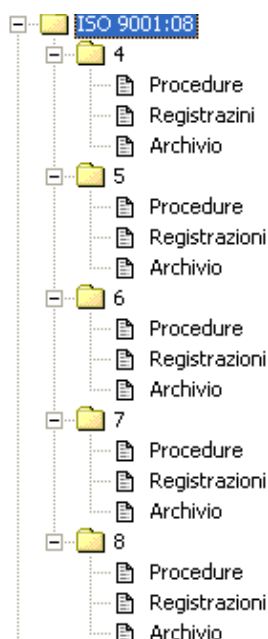 ISO 9001:08
4
Procedure
Registrazini
Archivio
5
Procedure
Registrazioni
Archivio
6
Procedure
Registrazioni
Archivio
7
Procedure
Registrazioni
Archivio
8
Procedure
Registrazioni
Archivio